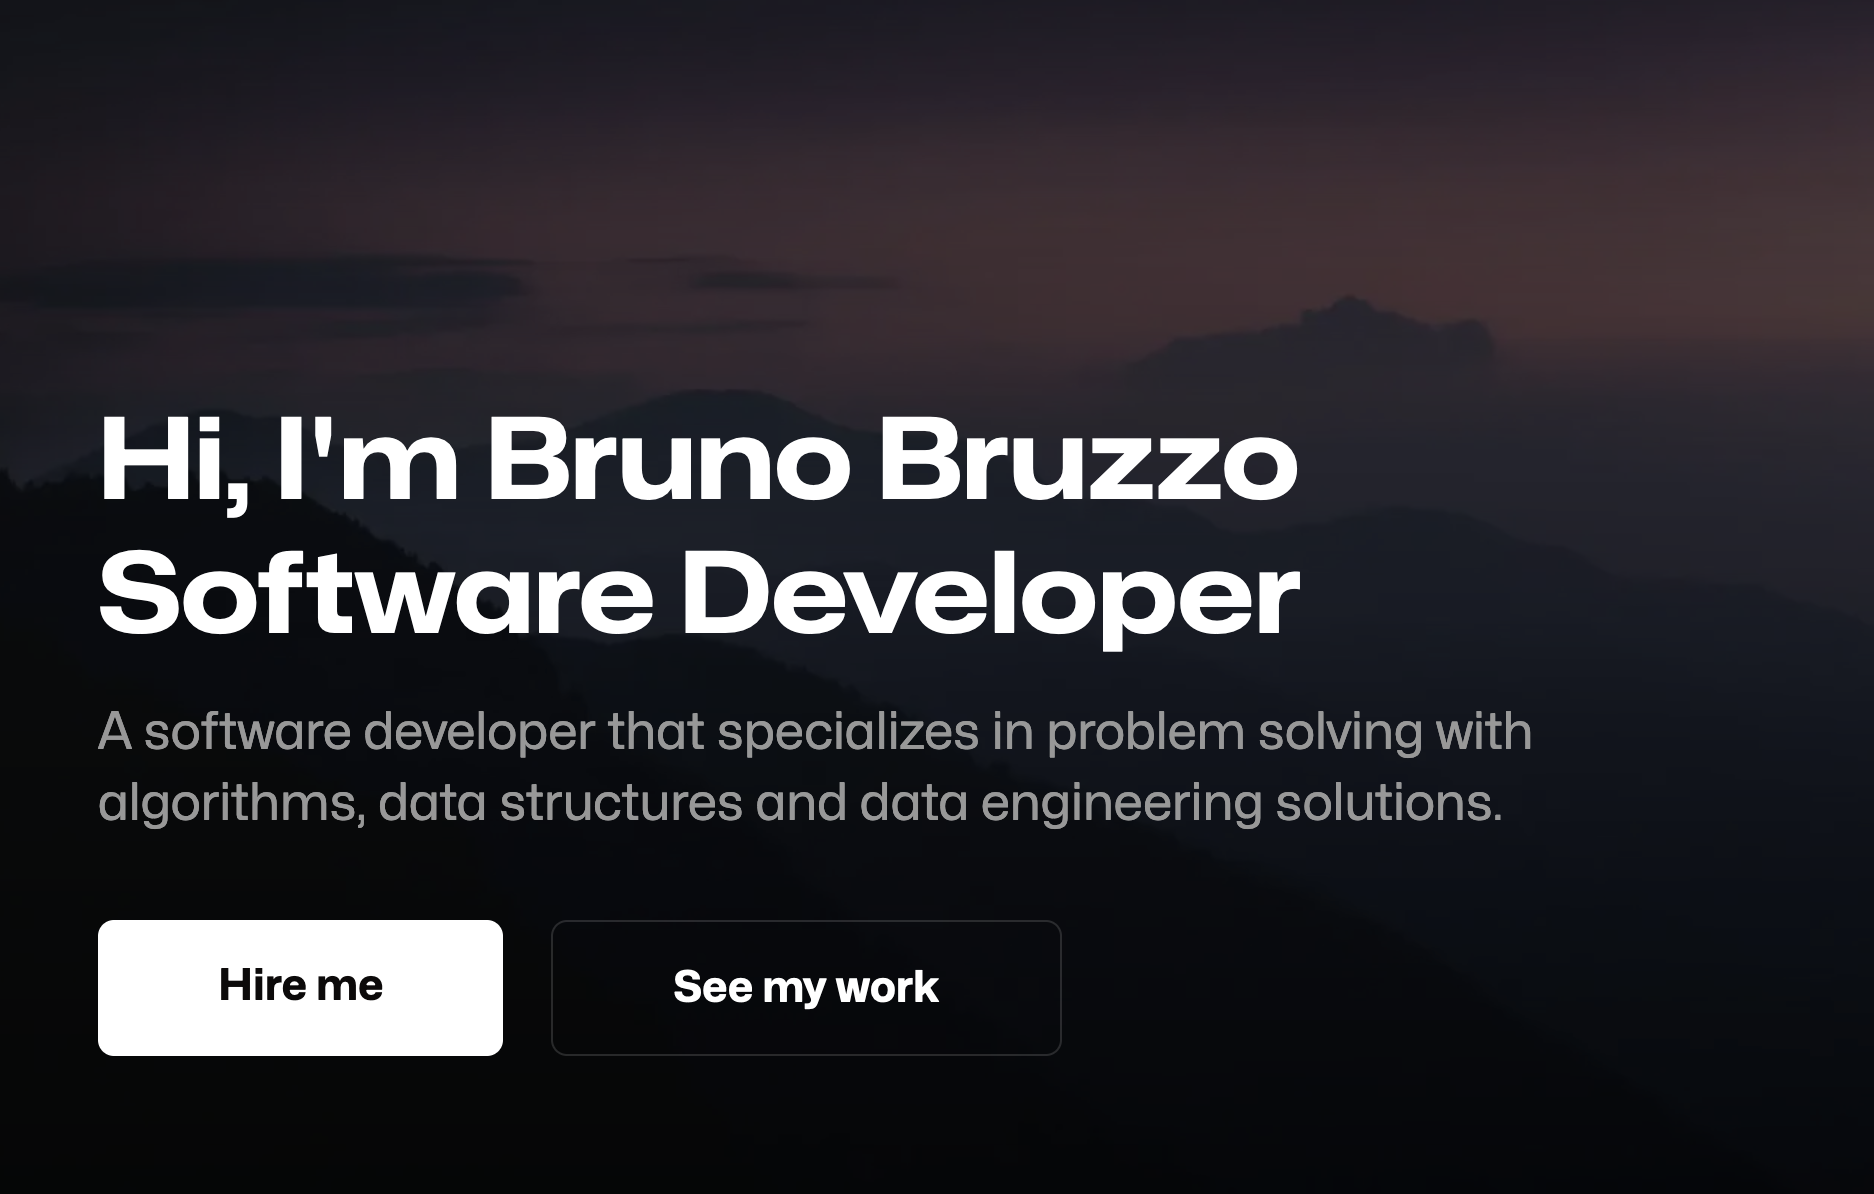 Hi, I'm Bruno Bruzzo
Software Developer
A software developer that specializes in problem solving with
algorithms, data structures and data engineering solutions.
Hire me
See my work